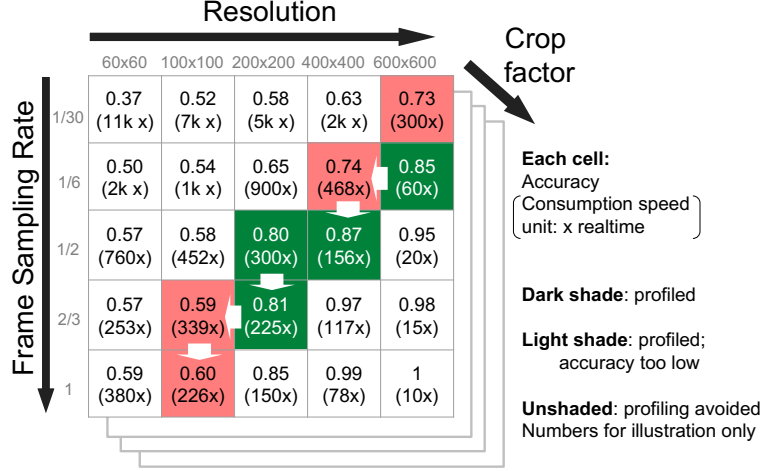 Resolution
Crop
factor
60x60 100x100 200x200 400x400 600x600
Frame Sampling Rate
1/30
0.37 0.52 0.58 0.63 0.73
(11k x) (7k x) (5k x) (2k x) (300x)
1/6
0.50 0.54 0.65 0.74 0.85
(2k x) (1k x) (900x) (468x) (60x)
1/2
0.57 0.58 0.80 0.87 0.95
(760x) (452x) (300x) (156x) (20x)
2/3
0.57 0.59 0.81 0.97 0.98
(253x) (339x) (225x) (117x) (15x)
1
0.59 0.60 0.85 0.99 1
(380x) (226x) (150x) (78x) (10x)
Each cell:
Accuracy
(Consumption speed
unit: x realtime)
Dark shade: profiled
Light shade: profiled;
accuracy too low
Unshaded: profiling avoided
Numbers for illustration only